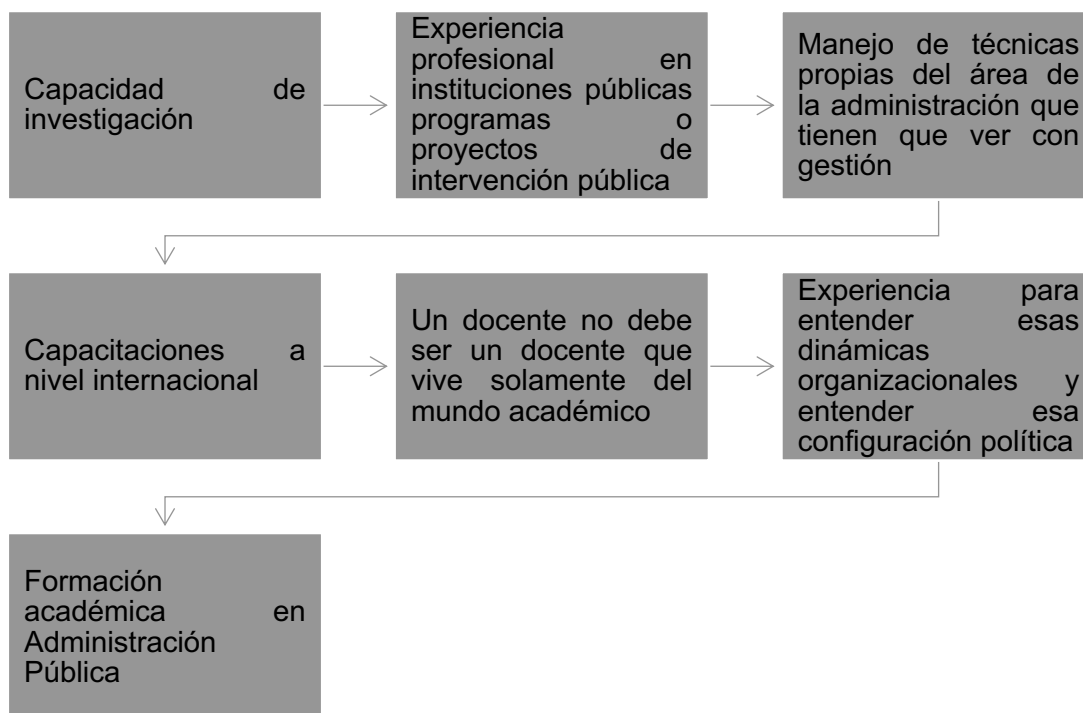 Capacidad de
investigación
Experiencia
profesional en
instituciones públicas
programas o
proyectos de
intervención pública
Manejo de técnicas
propias del área de
la administración que
tienen que ver con
gestión
Capacitaciones a
nivel internacional
Un docente no debe
ser un docente que
vive solamente del
mundo académico
Experiencia para
entender esas
dinámicas
organizacionales y
entender esa
configuración política
Formación
académica en
Administración
Pública